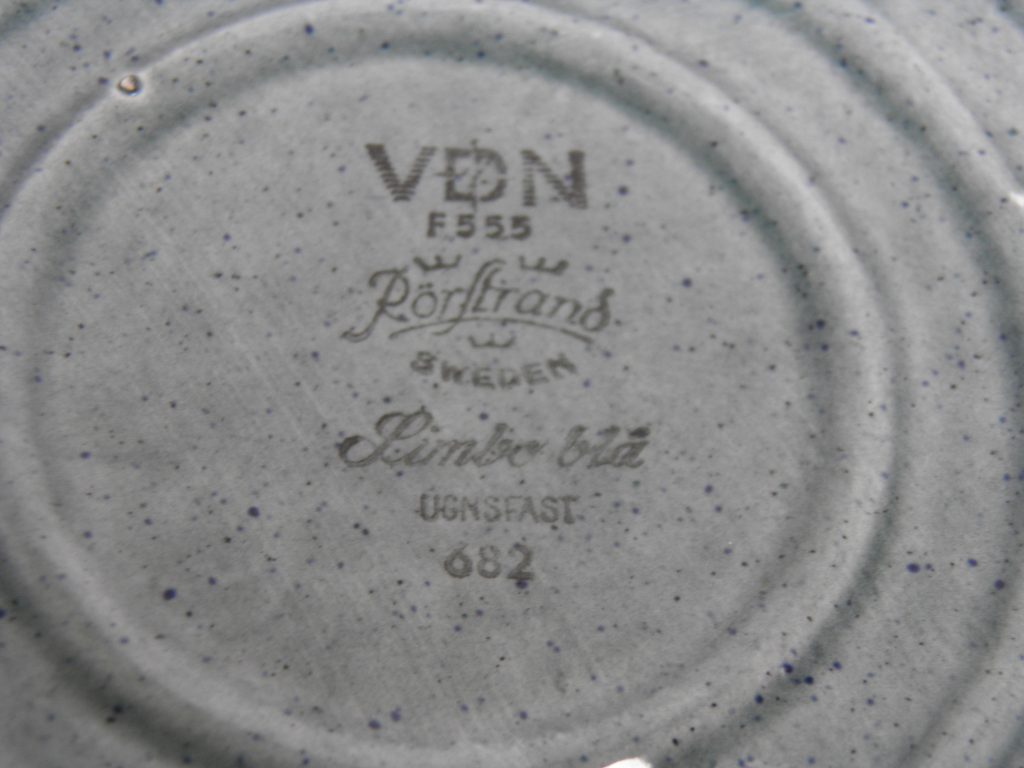 VDN
F555
Rörstrand
SWEDEN
Limbo blå
UGNSFAST
682